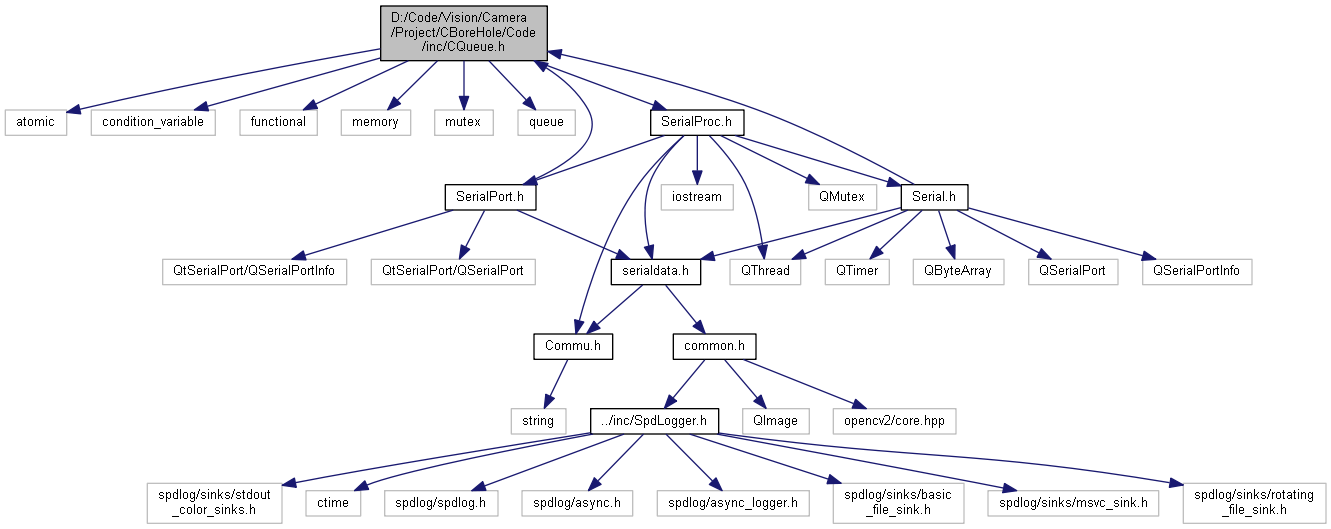 D:/Code/Vision/Camera
/Project/CBoreHole/Code
/inc/CQueue.h
atomic
condition_variable
functional
memory
mutex
queue
SerialProc.h
SerialPort.h
iostream
QMutex
Serial.h
QtSerialPort/QSerialPortInfo
QtSerialPort/QSerialPort
serialdata.h
QThread
QTimer
QByteArray
QSerialPort
QSerialPortInfo
Commu.h
common.h
string
../inc/SpdLogger.h
QImage
opencv2/core.hpp
spdlog/sinks/stdout
_color_sinks.h
ctime
spdlog/spdlog.h
spdlog/async.h
spdlog/async_logger.h
spdlog/sinks/basic
_file_sink.h
spdlog/sinks/msvc_sink.h
spdlog/sinks/rotating
_file_sink.h